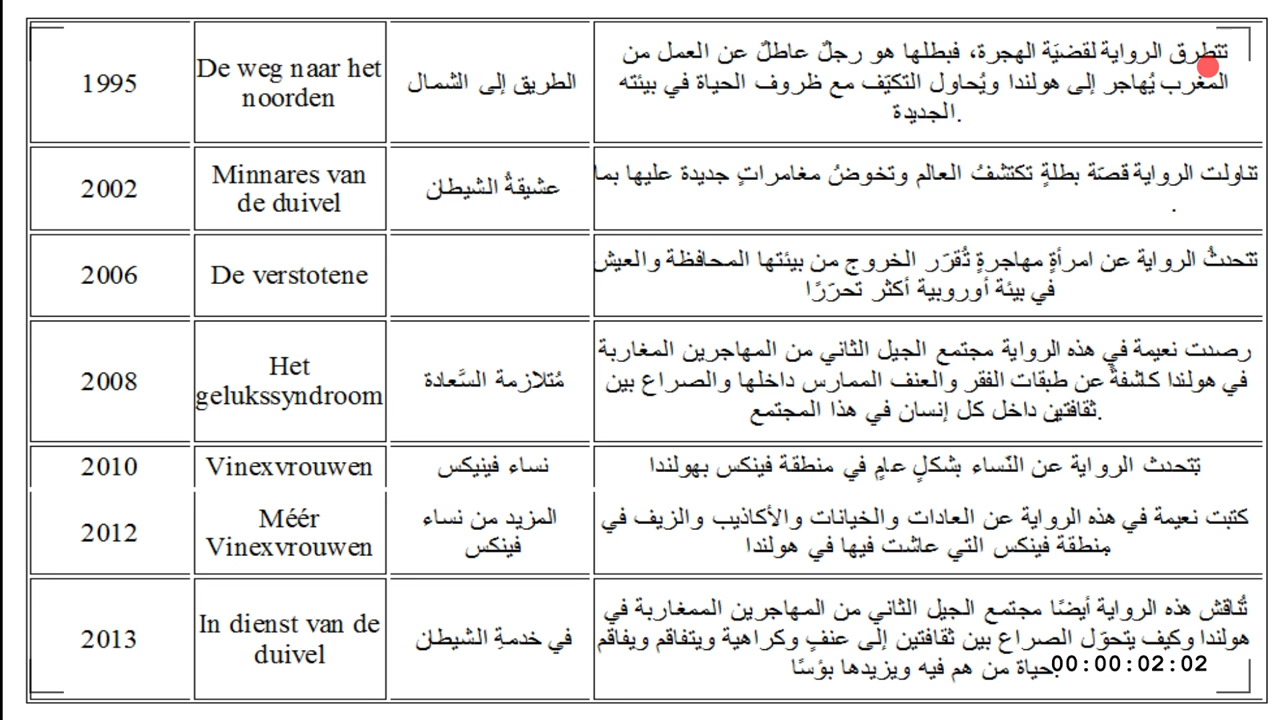 1995
De weg naar het
noorden
الطريق إلى الشمال
تتطرق الرواية لقضيّة الهجرة، فبطلها هو رجلٌ عاطلٌ عن العمل من
المغرب يُهاجر إلى هولندا ويُحاول التكيّف مع ظروف الحياة في بيئته
الجديدة.
2002
Minnares van
de duivel
عشيقةُ الشيطان
تناولت الرواية قصّة بطلةٍ تكتشفُ العالم وتخوضُ مغامراتٍ جديدة عليها بما
.
2006
De verstotene
تتحدثُ الرواية عن امرأةٍ مهاجرةٍ تُقرّر الخروج من بيئتها المحافظة والعيش
في بيئة أوروبية أكثر تحرّرًا
2008
Het
gelukssyndroom
مُتلازمة السَّعادة
رصدت نعيمة في هذه الرواية مجتمع الجيل الثاني من المهاجرين المغاربة
في هولندا كاشفةً عن طبقات الفقر والعنف الممارس داخلها والصراع بين
ثقافتين داخل كل إنسان في هذا المجتمع.
2010
Vinexvrouwen
نساء فينيكس
تتحدث الرواية عن النّساء بشكلٍ عامٍ في منطقة فينكس بهولندا
2012
Méér
Vinexvrouwen
المزيد من نساء
فينكس
كتبت نعيمة في هذه الرواية عن العادات والخيانات والأكاذيب والزيف في
منطقة فينكس التي عاشت فيها في هولندا
2013
In dienst van de
duivel
في خدمةِ الشيطان
تُناقش هذه الرواية أيضًا مجتمع الجيل الثاني من المهاجرين الممغاربة في
هولندا وكيف يتحوّل الصراع بين ثقافتين إلى عنفٍ وكراهية ويتفاقم ويفاقم
حياة من هم فيه ويزيدها بؤسًا.
00:00:02:02